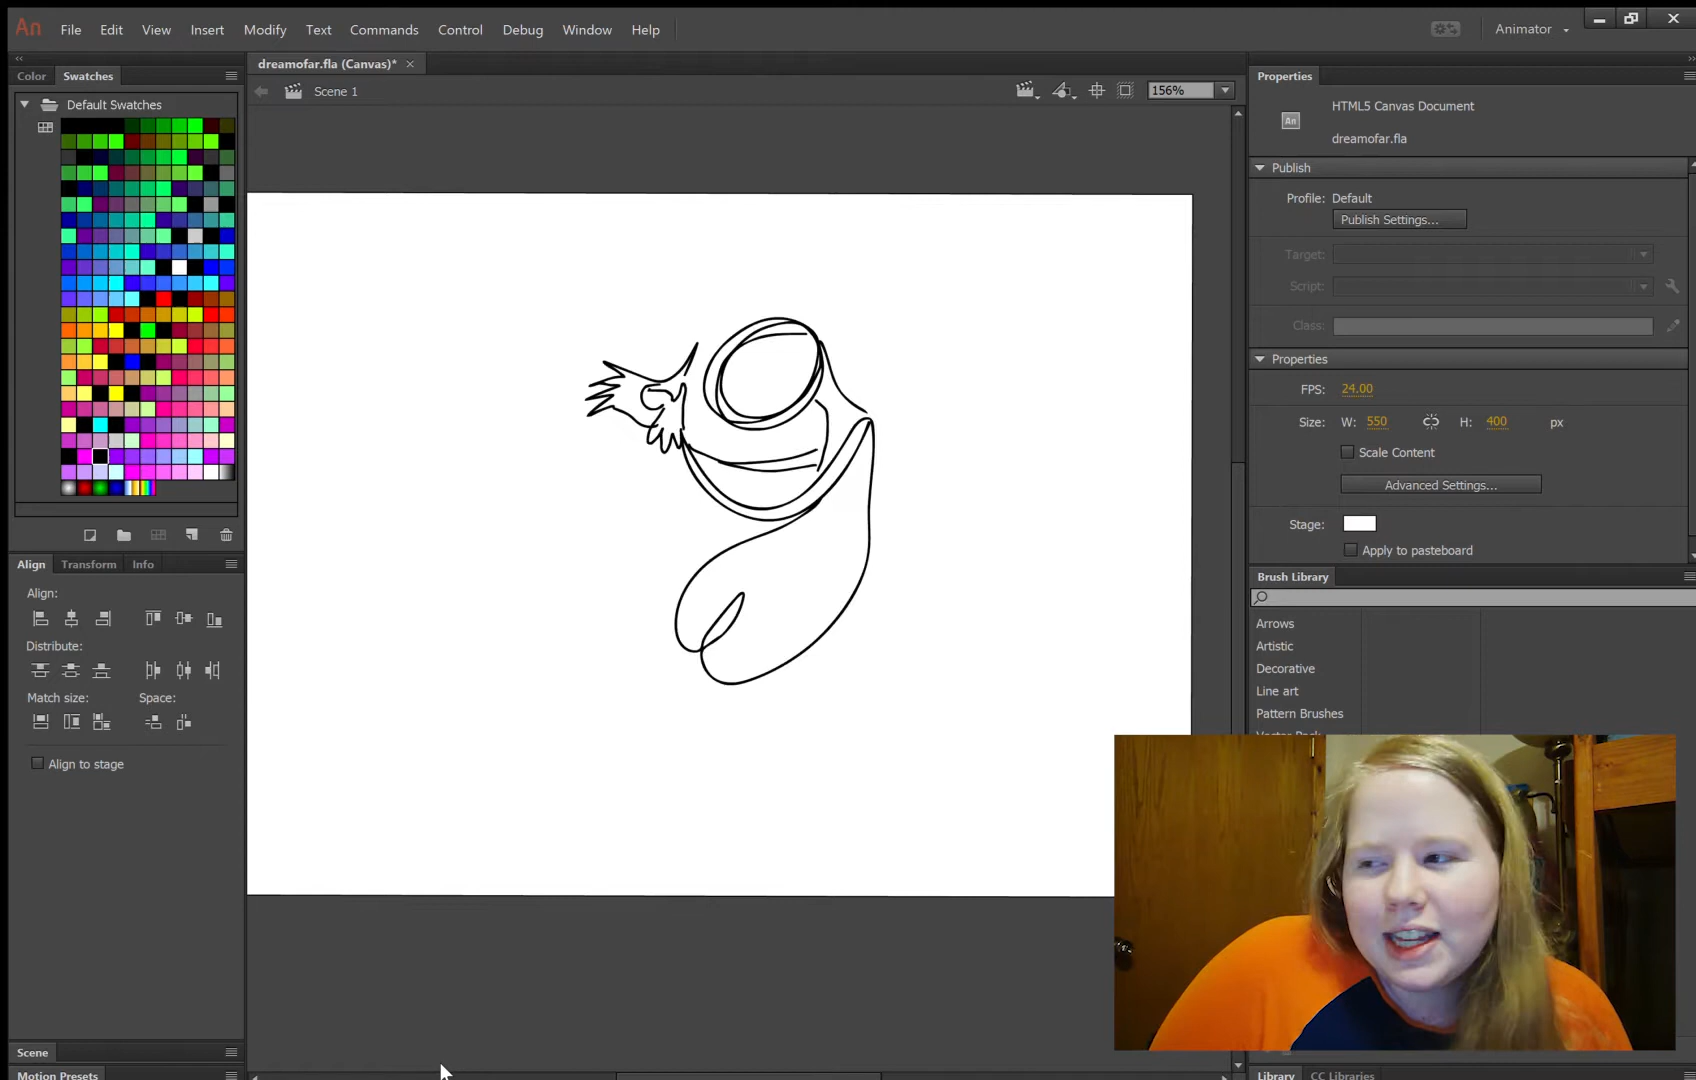 An File Edit View Insert Modify Text Commands Control Debug Window Help Animator
Color Swatches
Default Swatches
Align Transform Info
Align:
Distribute:
Match size: Space:
Align to stage
Scene
Motion Presets
dreamofar.fla (Canvas)* ×
Scene 1
156%
Properties
An
HTML5 Canvas Document
dreamofar.fla
Publish
Profile: Default
Publish Settings...
Target:
Script:
Class:
Properties
FPS: 24.00
Size: W: 550 H: 400 px
Scale Content
Advanced Settings...
Stage:
Apply to pasteboard
Brush Library
Arrows
Artistic
Decorative
Line art
Pattern Brushes
Library CC Libraries